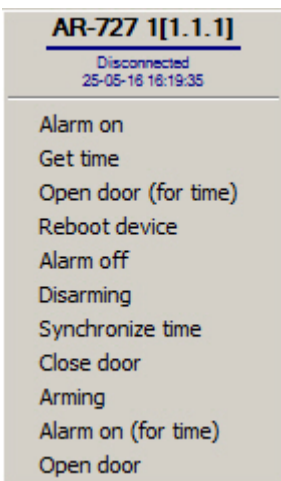 AR-727 1[1.1.1]
Disconnected
25-05-16 16:19:35
Alarm on
Get time
Open door (for time)
Reboot device
Alarm off
Disarming
Synchronize time
Close door
Arming
Alarm on (for time)
Open door